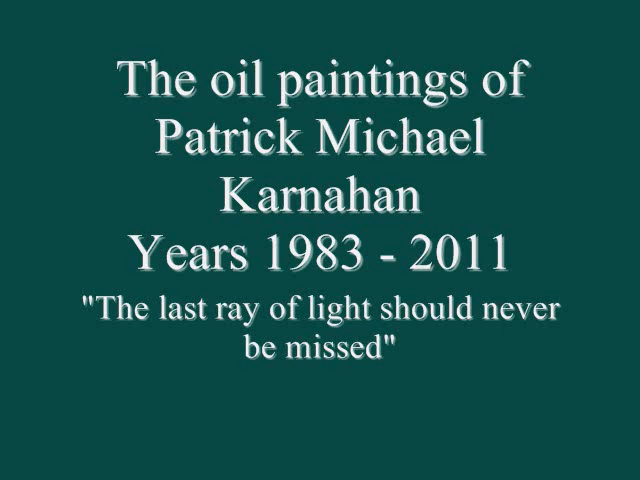 The oil paintings of
Patrick Michael
Karnahan
Years 1983 - 2011
"The last ray of light should never
be missed"